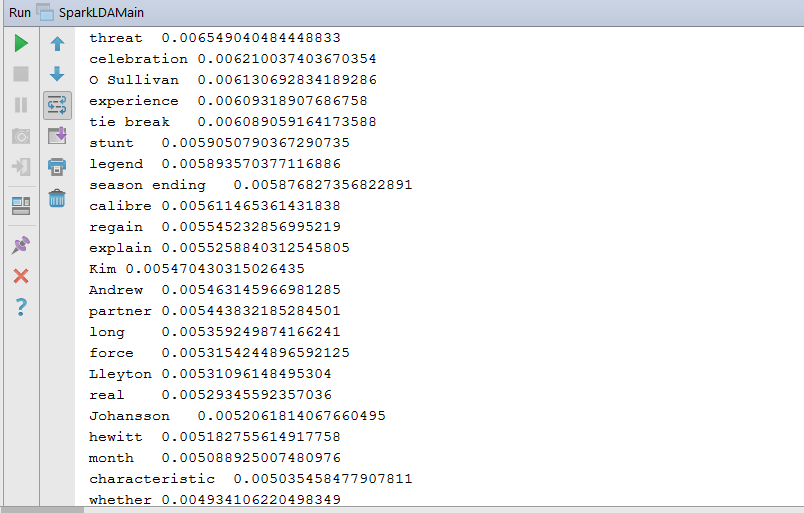 Run SparkLDAMain
threat 0.006549040484448833
celebration 0.006210037403670354
O Sullivan 0.006130692834189286
experience 0.00609318907686758
tie break 0.006089059164173588
stunt 0.0059050790367290735
legend 0.005893570377116886
season ending 0.005876827356822891
calibre 0.005611465361431838
regain 0.005545232856995219
explain 0.0055258840312545805
Kim 0.005470430315026435
Andrew 0.005463145966981285
partner 0.005443832185284501
long 0.005359249874166241
force 0.0053154244896592125
Lleyton 0.00531096148495304
real 0.00529345592357036
Johansson 0.0052061814067660495
hewitt 0.005182755614917758
month 0.005088925007480976
characteristic 0.005035458477907811
whether 0.004934106220498349